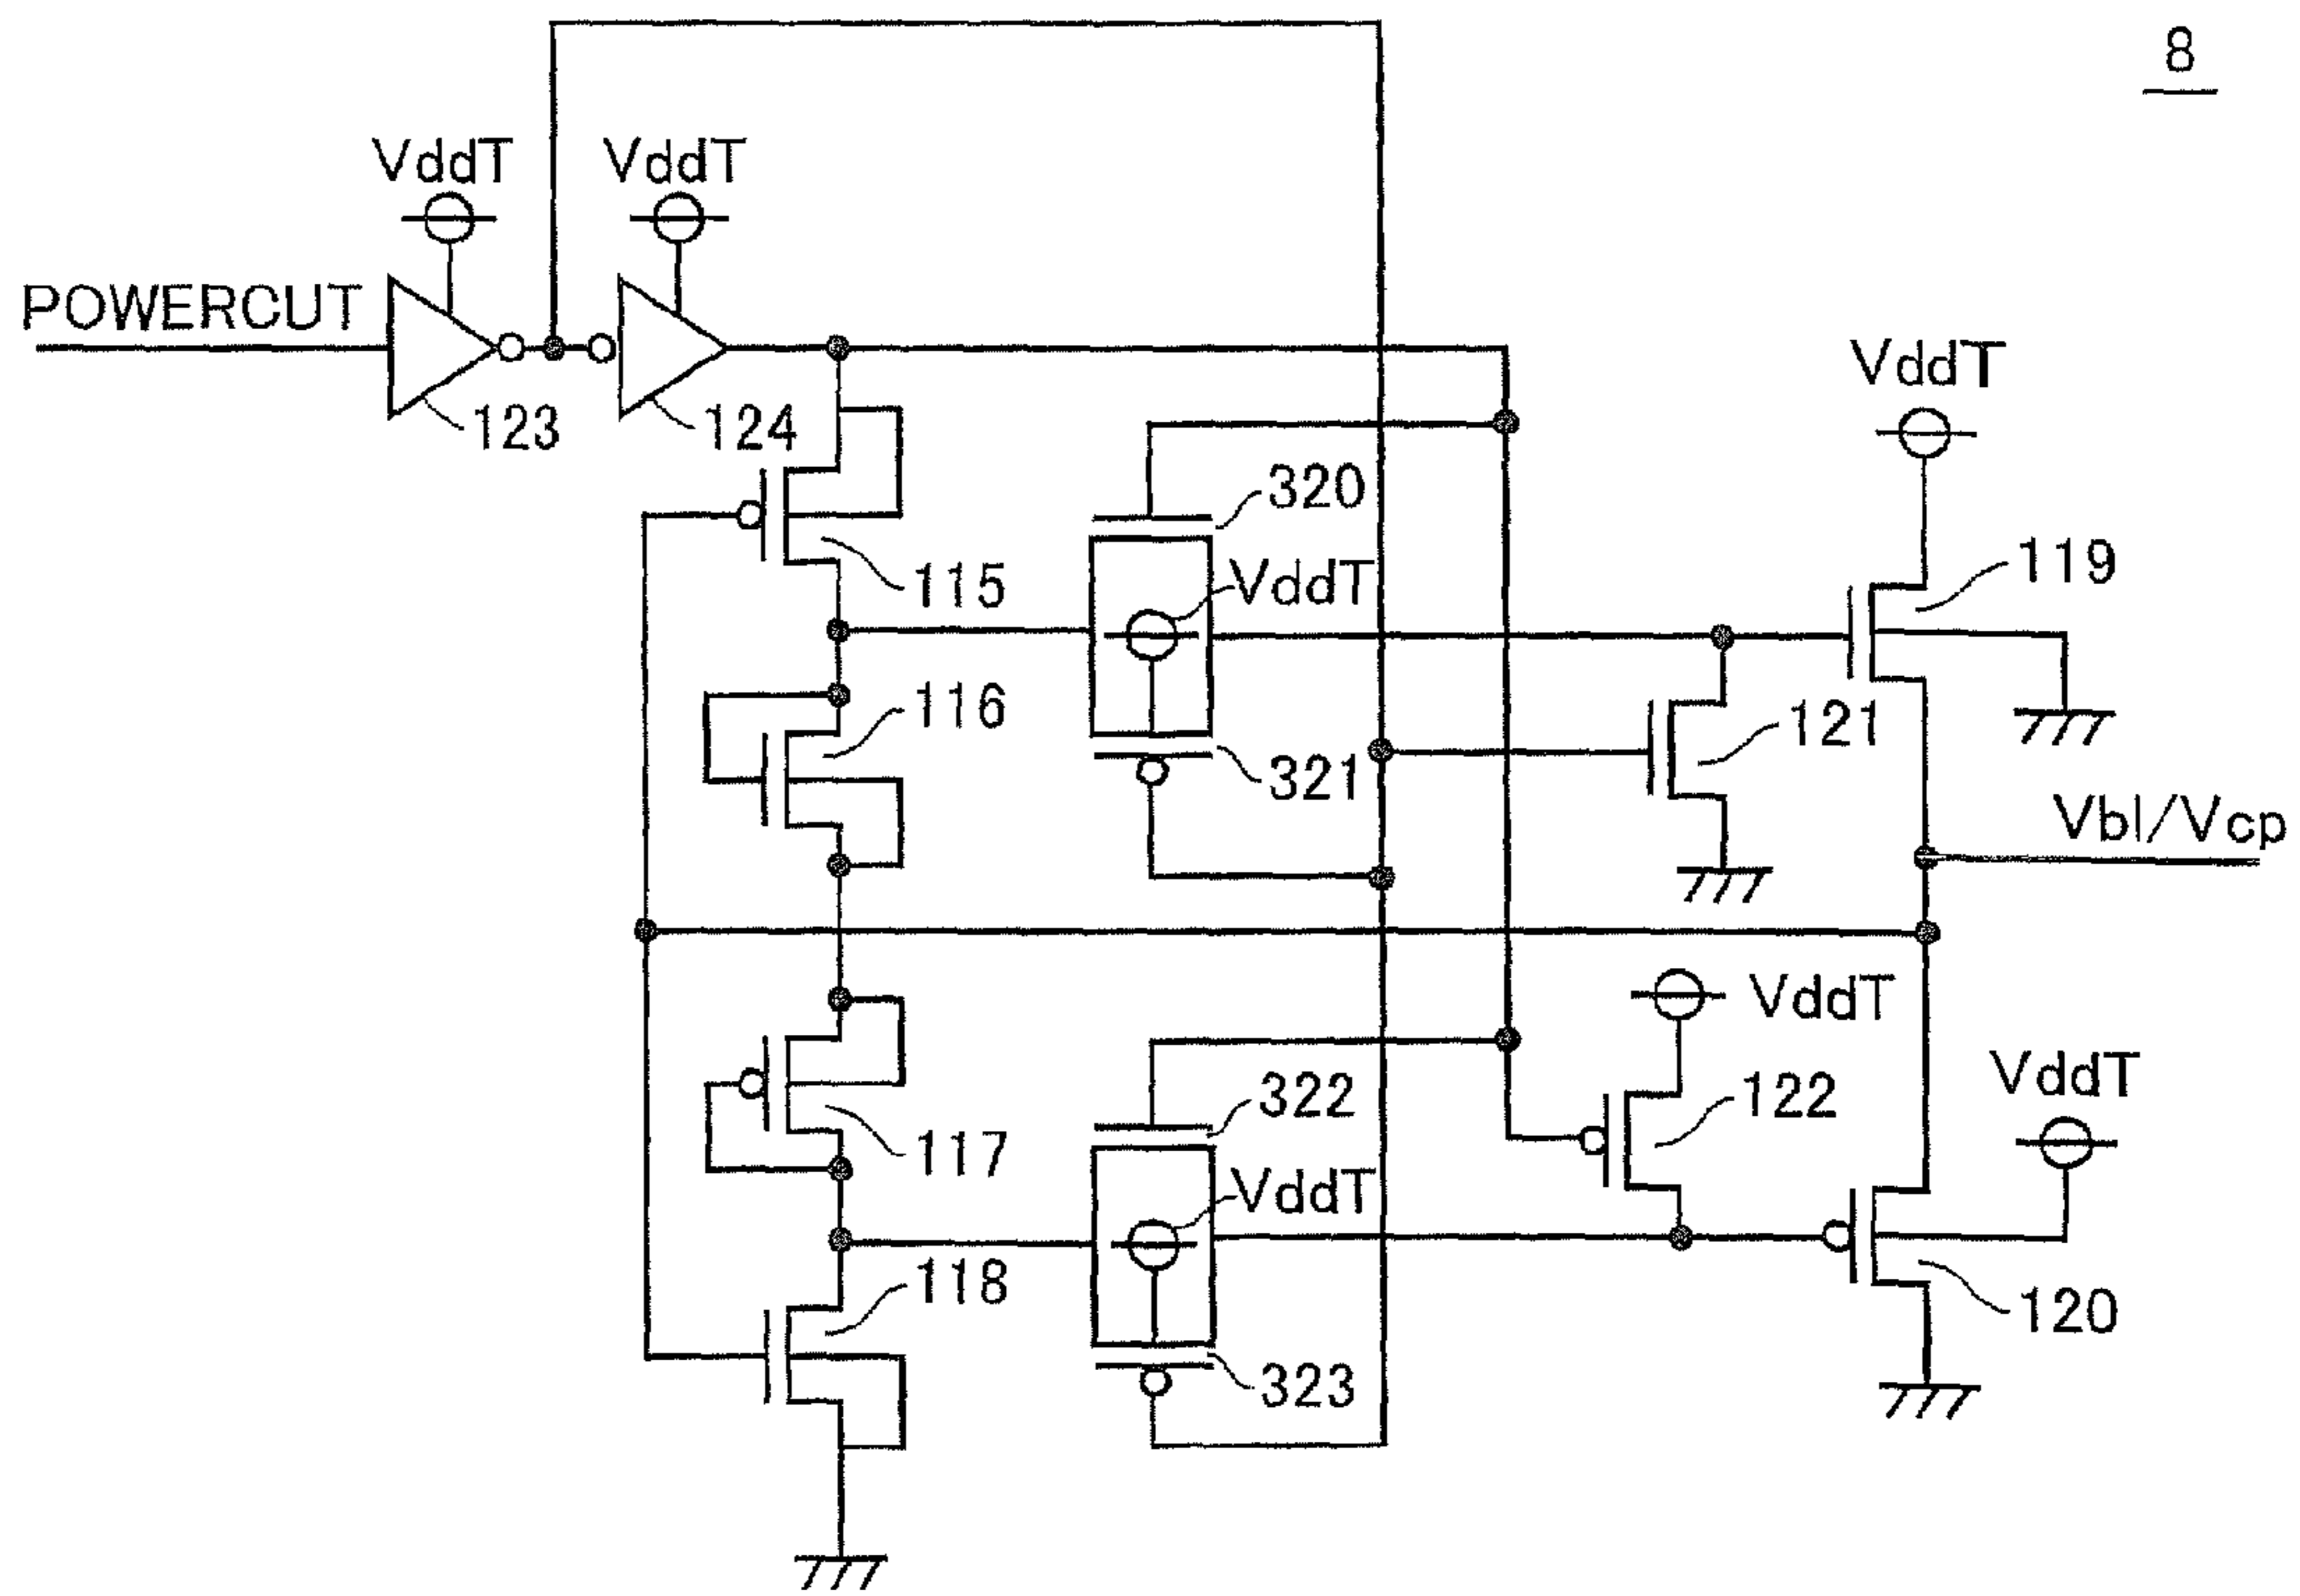 8
VddT
VddT
POWERCUT
123
124
VddT
320
VddT
115
119
116
121
321
Vbl/Vcp
VddT
VddT
322
122
117
VddT
118
120
323